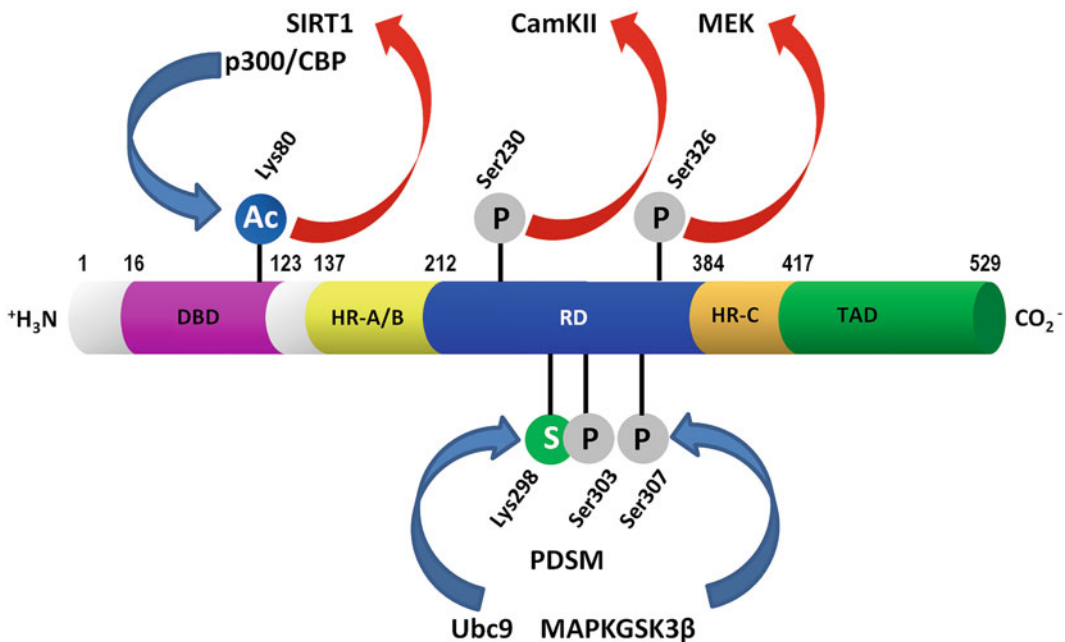 SIRT1 CamKII MEK
p300/CBP
Lys80 Ser230 Ser326
Ac P P
1 16 123 137 212 384 417 529
⁺H₃N DBD HR-A/B RD HR-C TAD CO₂⁻
S P P
Lys298 Ser303 Ser307
PDSM
Ubc9 MAPKGSK3β